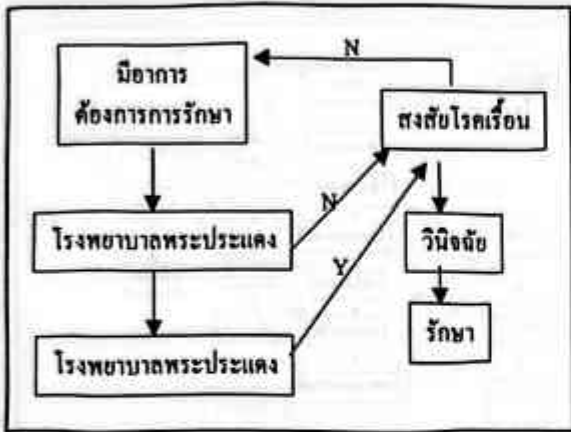 มีอาการ
ต้องการการรักษา
N
สงสัยโรคเรื้อน
N
โรงพยาบาลพระประแดง
วินิจฉัย
Y
โรงพยาบาลพระประแดง
รักษา